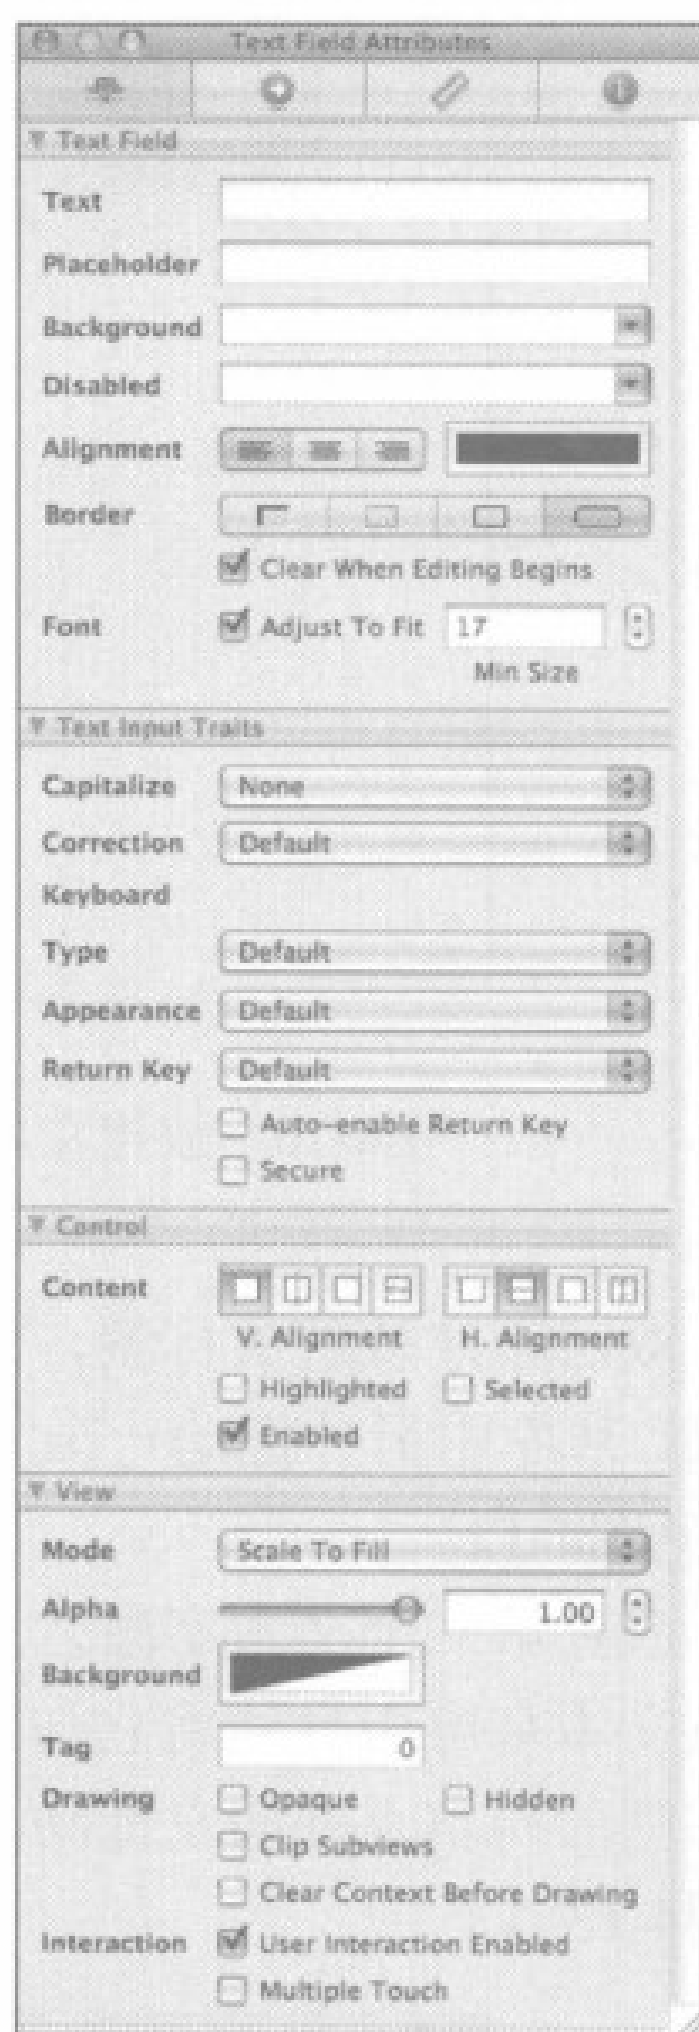 Text Field Attributes
Text Field
Text
Placeholder
Background
Disabled
Alignment
Border
Clear When Editing Begins
Font Adjust To Fit 17
Min Size
Text Input Traits
Capitalize None
Correction Default
Keyboard
Type Default
Appearance Default
Return Key Default
Auto-enable Return Key
Secure
Control
Content
V. Alignment H. Alignment
Highlighted Selected
Enabled
View
Mode Scale To Fill
Alpha 1.00
Background
Tag 0
Drawing Opaque Hidden
Clip Subviews
Clear Context Before Drawing
Interaction User Interaction Enabled
Multiple Touch